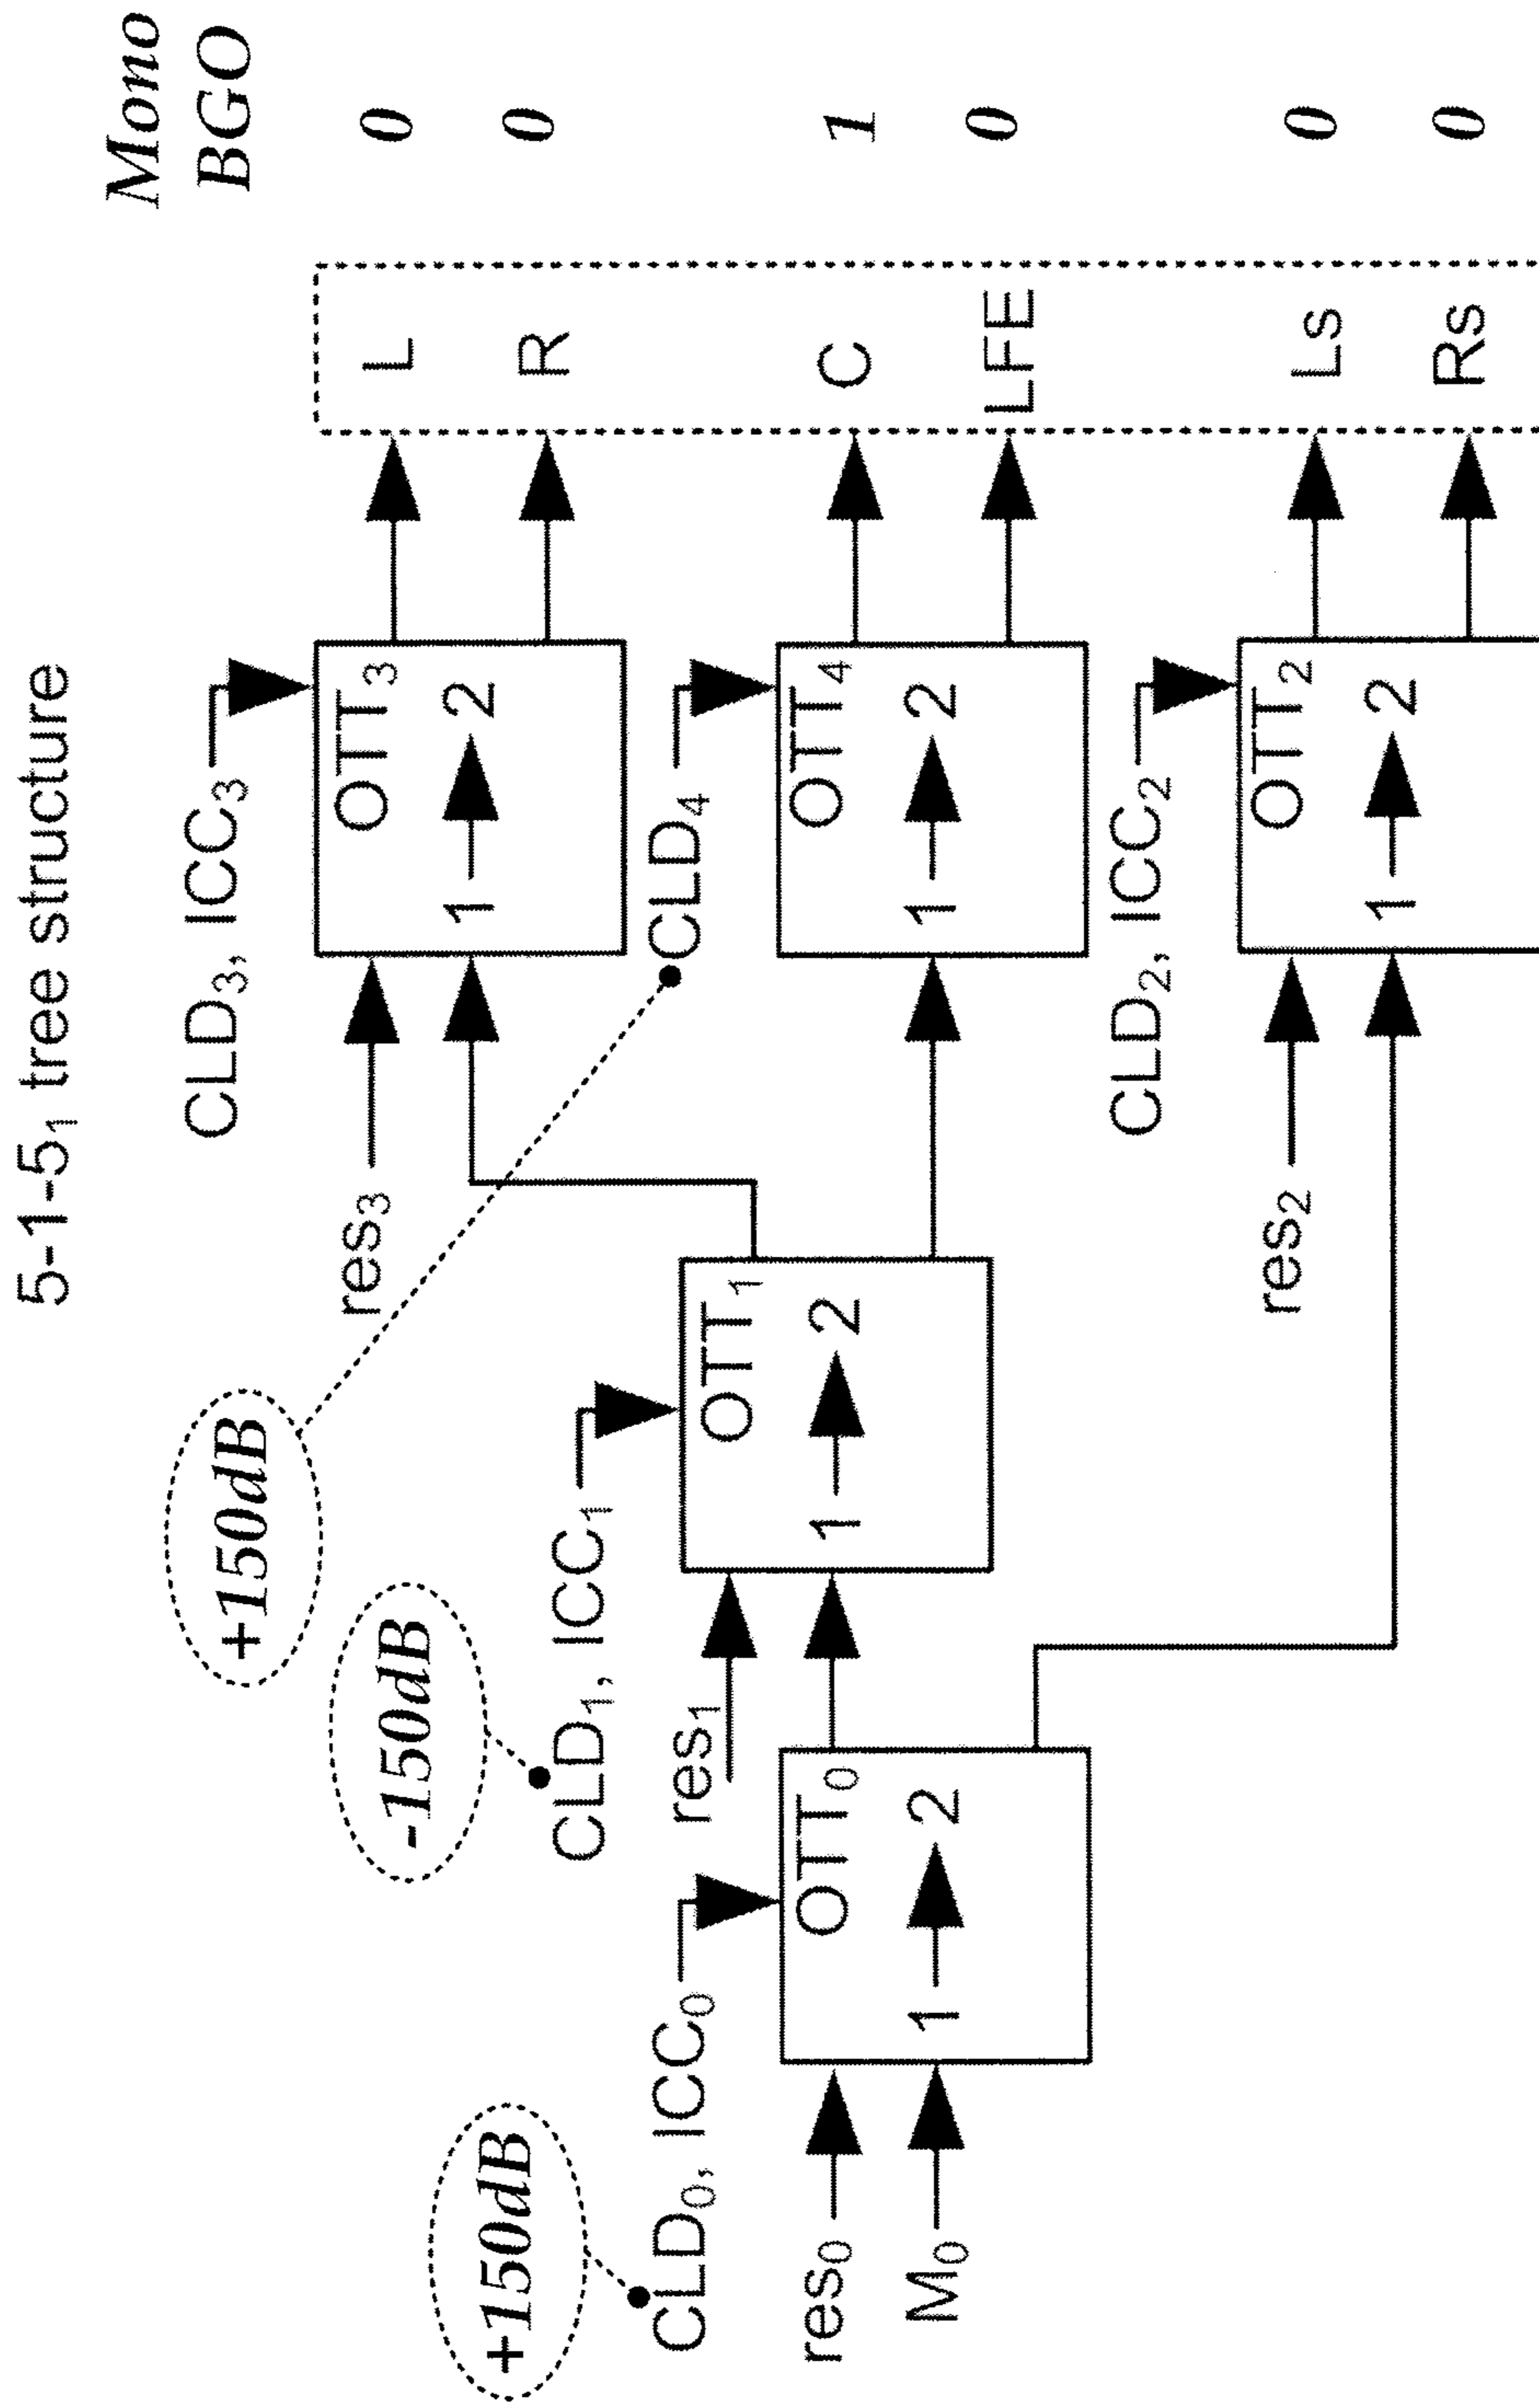 5-1-5₁ tree structure
Mono
BGO
CLD₃, ICC₃
res₃
OTT₃
1 2
L
0
R
0
+150dB
CLD₄
OTT₄
1 2
C
1
LFE
0
-150dB
CLD₁, ICC₁
res₁
OTT₁
1 2
+150dB
CLD₀, ICC₀
res₀
M₀
OTT₀
1 2
CLD₂, ICC₂
res₂
OTT₂
1 2
Ls
0
Rs
0